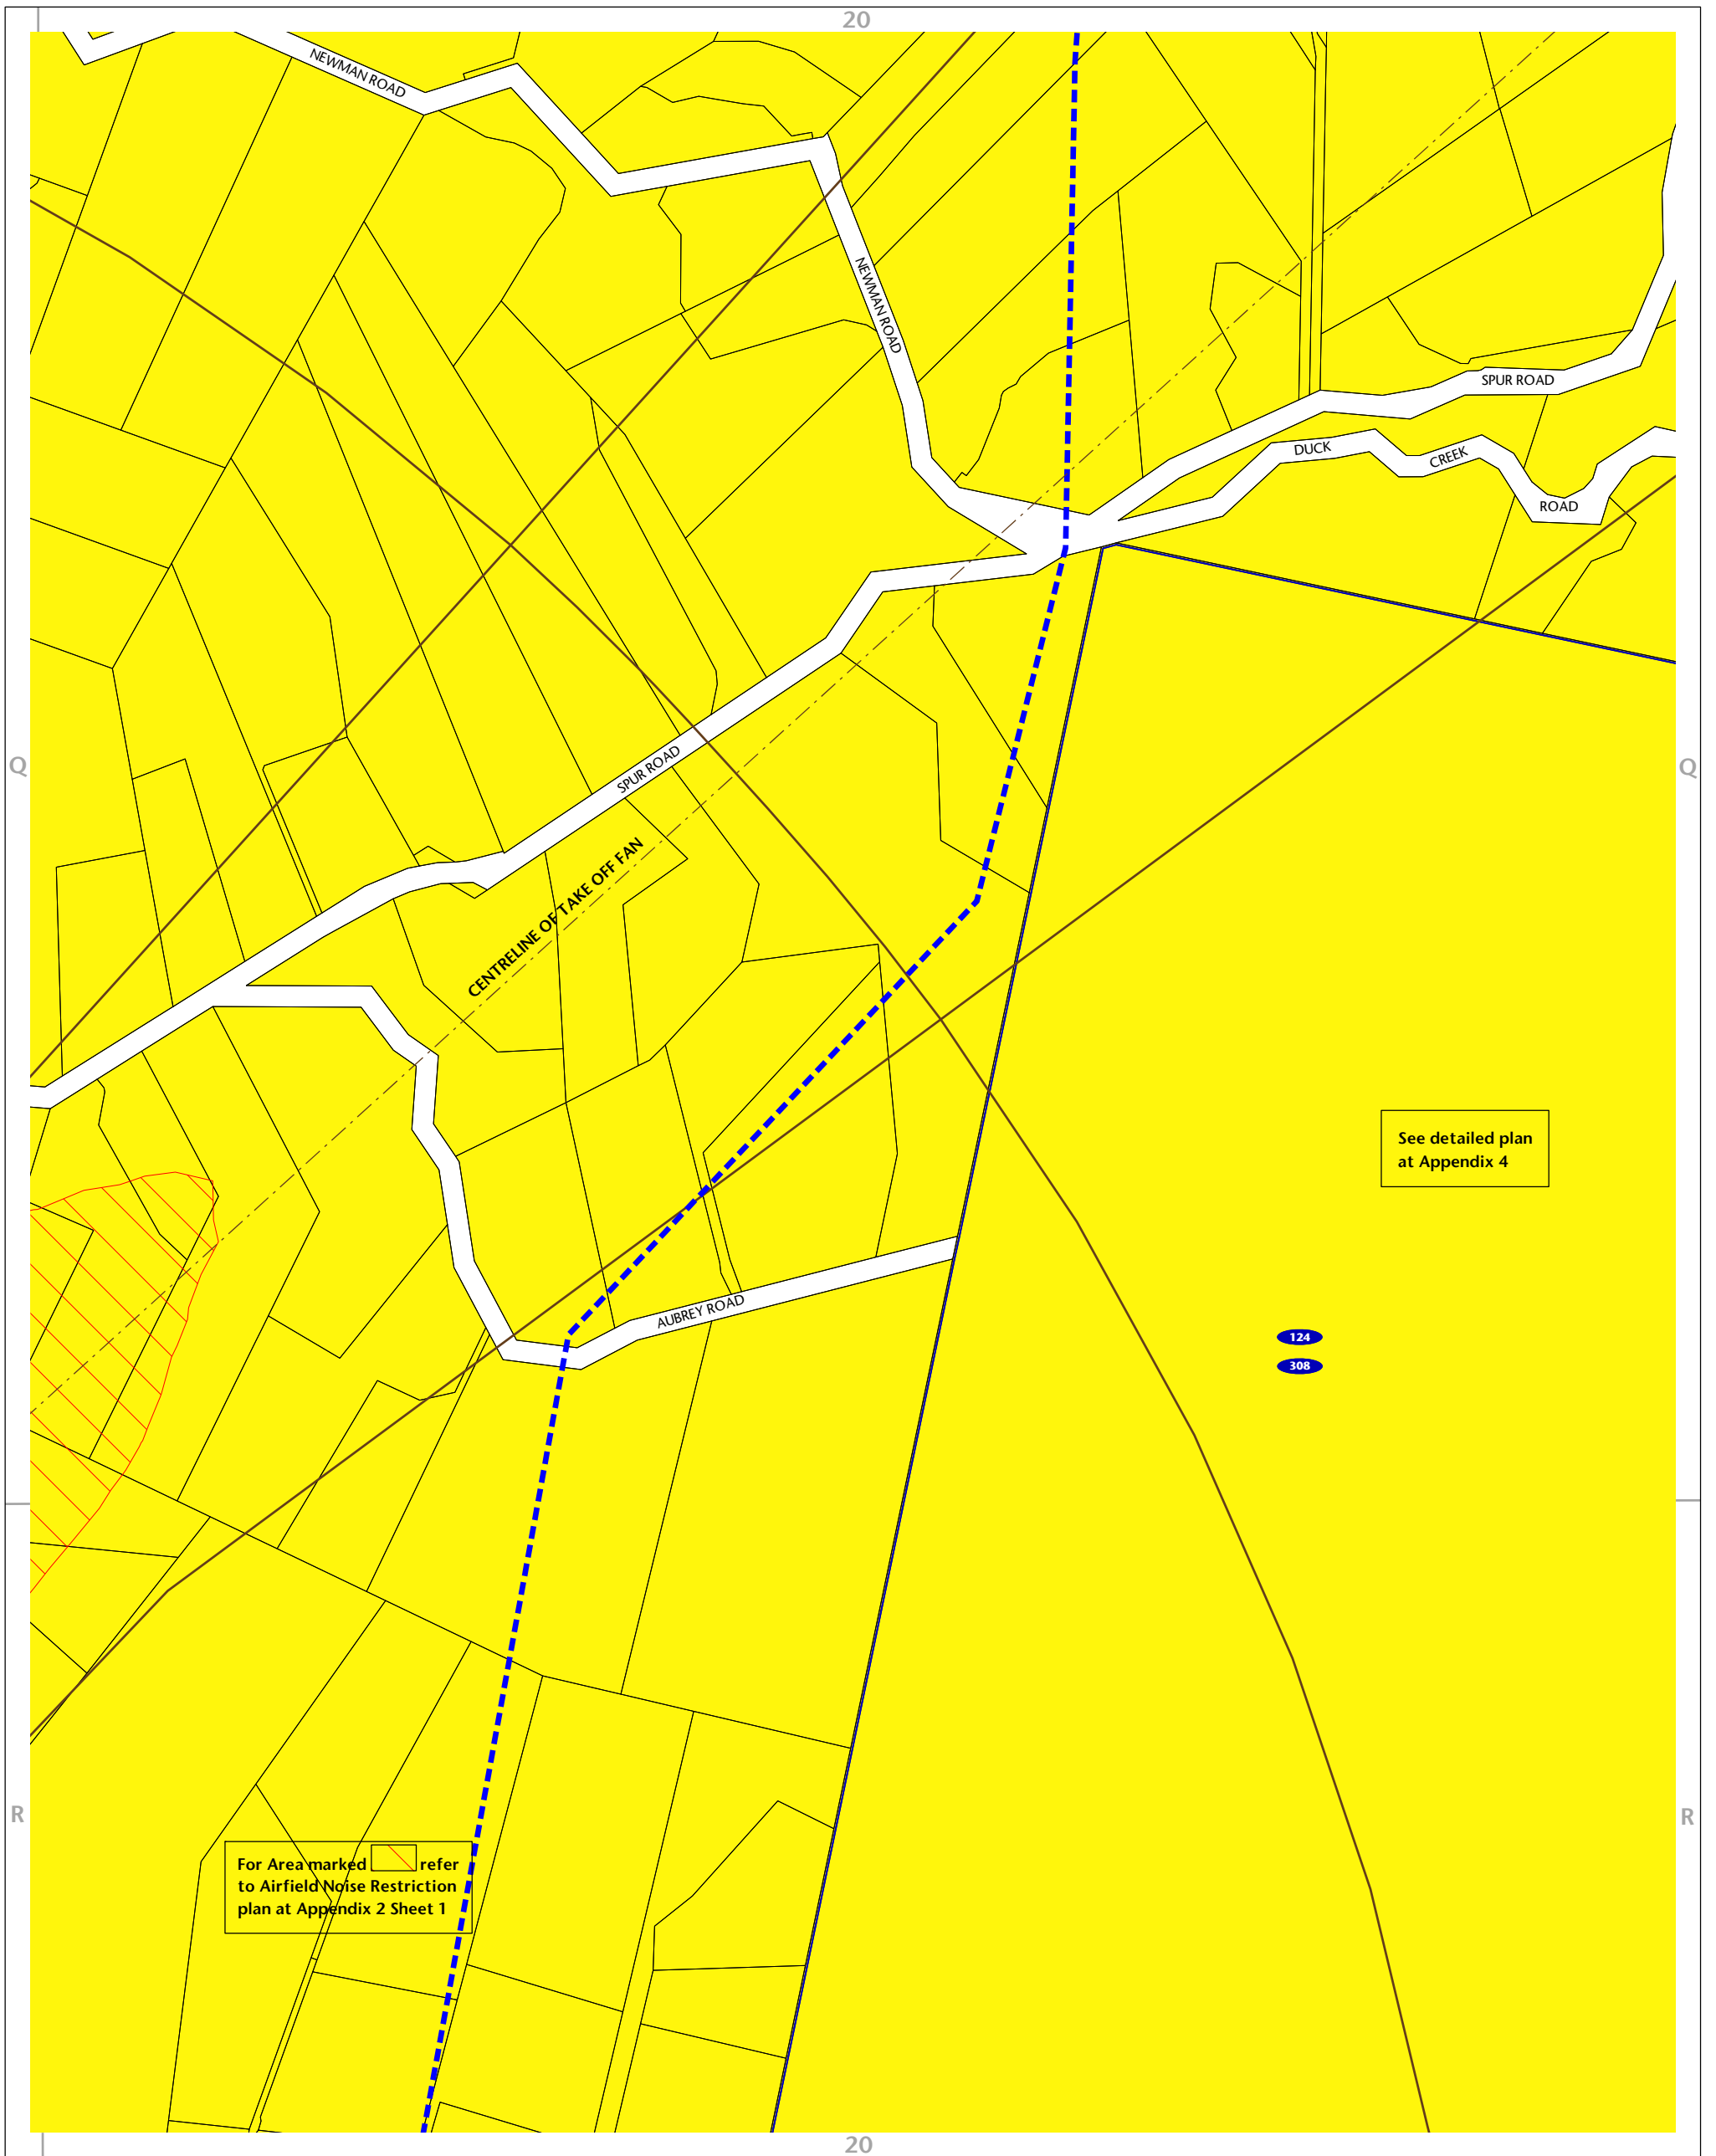 20
NEWMAN ROAD
NEWMAN ROAD
SPUR ROAD
DUCK
CREEK
ROAD
Q
Q
SPUR ROAD
CENTRELINE OF TAKE OFF FAN
See detailed plan
at Appendix 4
AUBREY ROAD
124
308
R
R
For Area marked refer
to Airfield Noise Restriction
plan at Appendix 2 Sheet 1
20